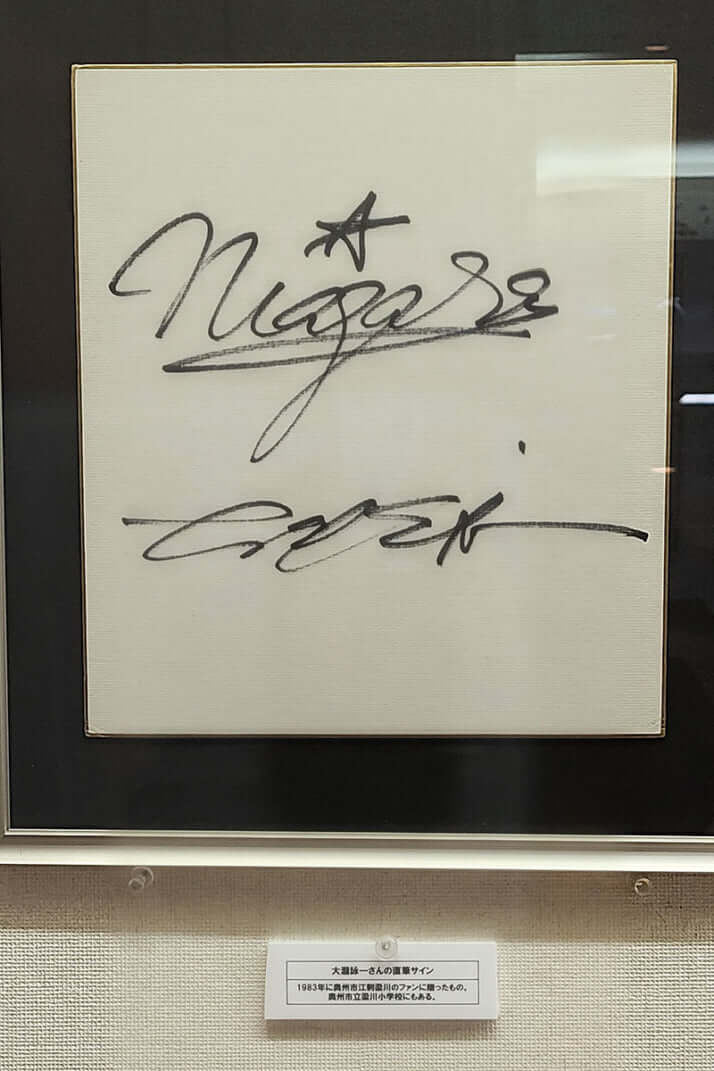 Niagara
大瀧詠一さんの直筆サイン
1983年に奥州市江刺梁川のファンに贈ったもの。
奥州市立梁川小学校にもある。